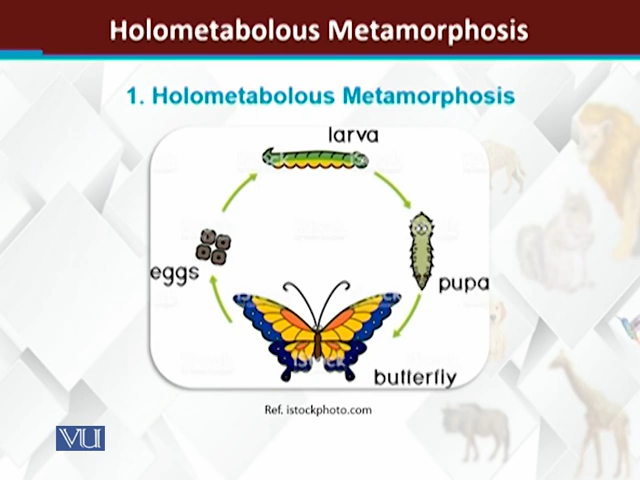 Holometabolous Metamorphosis
1. Holometabolous Metamorphosis
larva
eggs
pupa
butterfly
Ref. istockphoto.com
VU